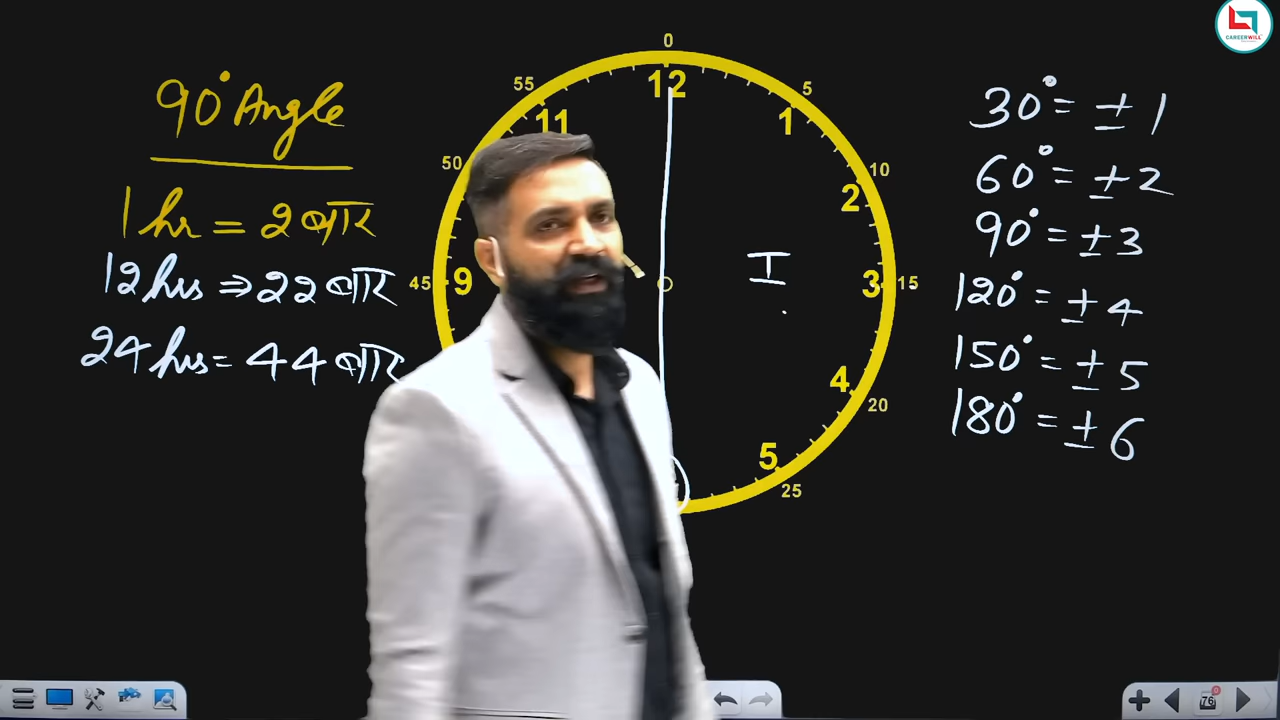 90° Angle
1 hr = 2 बार
12 hrs ⇒ 22 बार
24 hrs = 44 बार
0
5
10
15
20
25
45
50
55
12
1
2
3
4
5
9
11
I
30° = ± 1
60° = ± 2
90° = ± 3
120° = ± 4
150° = ± 5
180° = ± 6
CAREERWILL
76